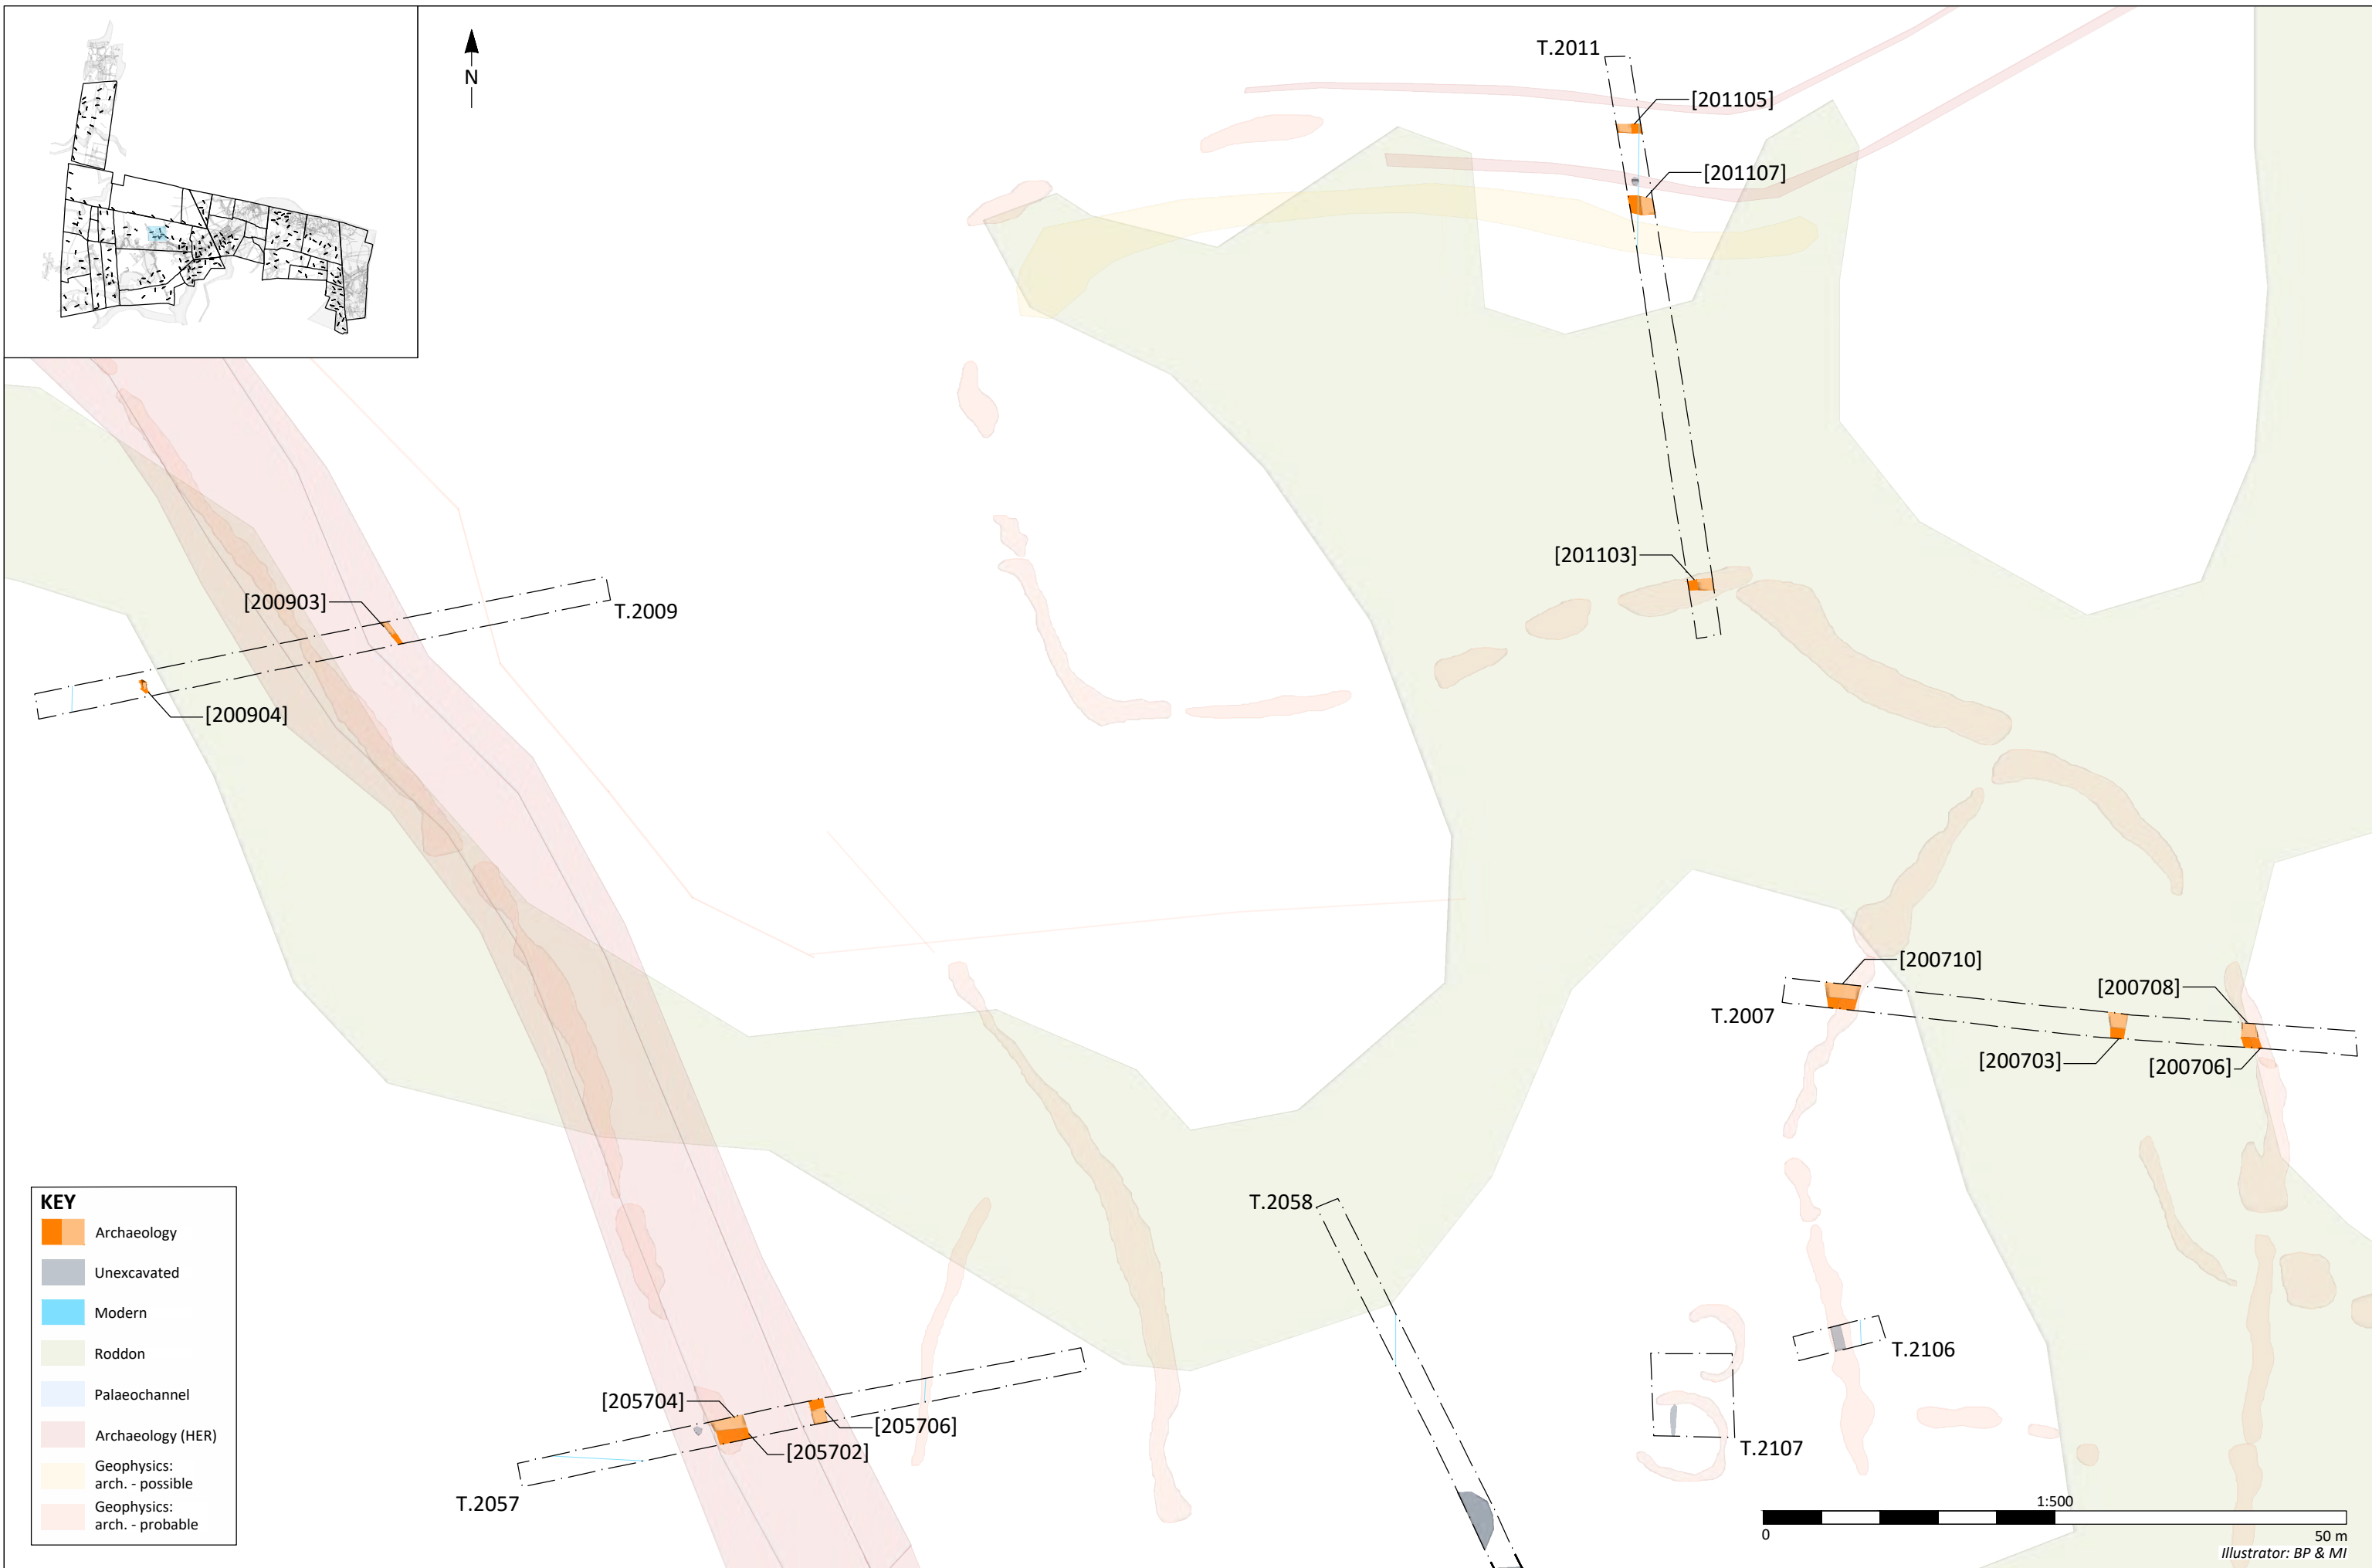 N
T.2011
[201105]
[201107]
[201103]
[200903]
T.2009
[200904]
[200710]
[200708]
T.2007
[200703]
[200706]
T.2058
[205704]
[205706]
[205702]
T.2057
T.2106
T.2107
KEY
Archaeology
Unexcavated
Modern
Roddon
Palaeochannel
Archaeology (HER)
Geophysics:
arch. - possible
Geophysics:
arch. - probable
1:500
0
50 m
Illustrator: BP & MI